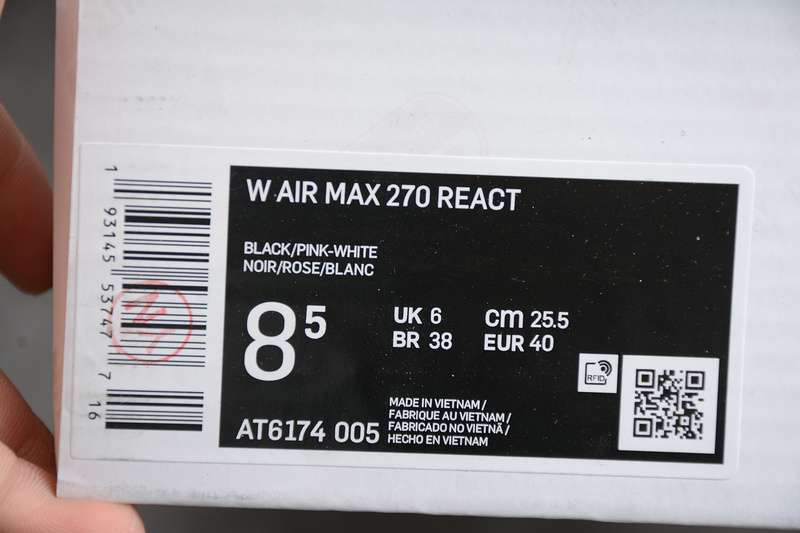 W AIR MAX 270 REACT
BLACK/PINK-WHITE
NOIR/ROSE/BLANC
8⁵
UK 6
BR 38
cm 25.5
EUR 40
RFID
AT6174 005
MADE IN VIETNAM /
FABRIQUE AU VIETNAM /
FABRICADO NO VIETNÃ /
HECHO EN VIETNAM
1 93145 53747 7
16